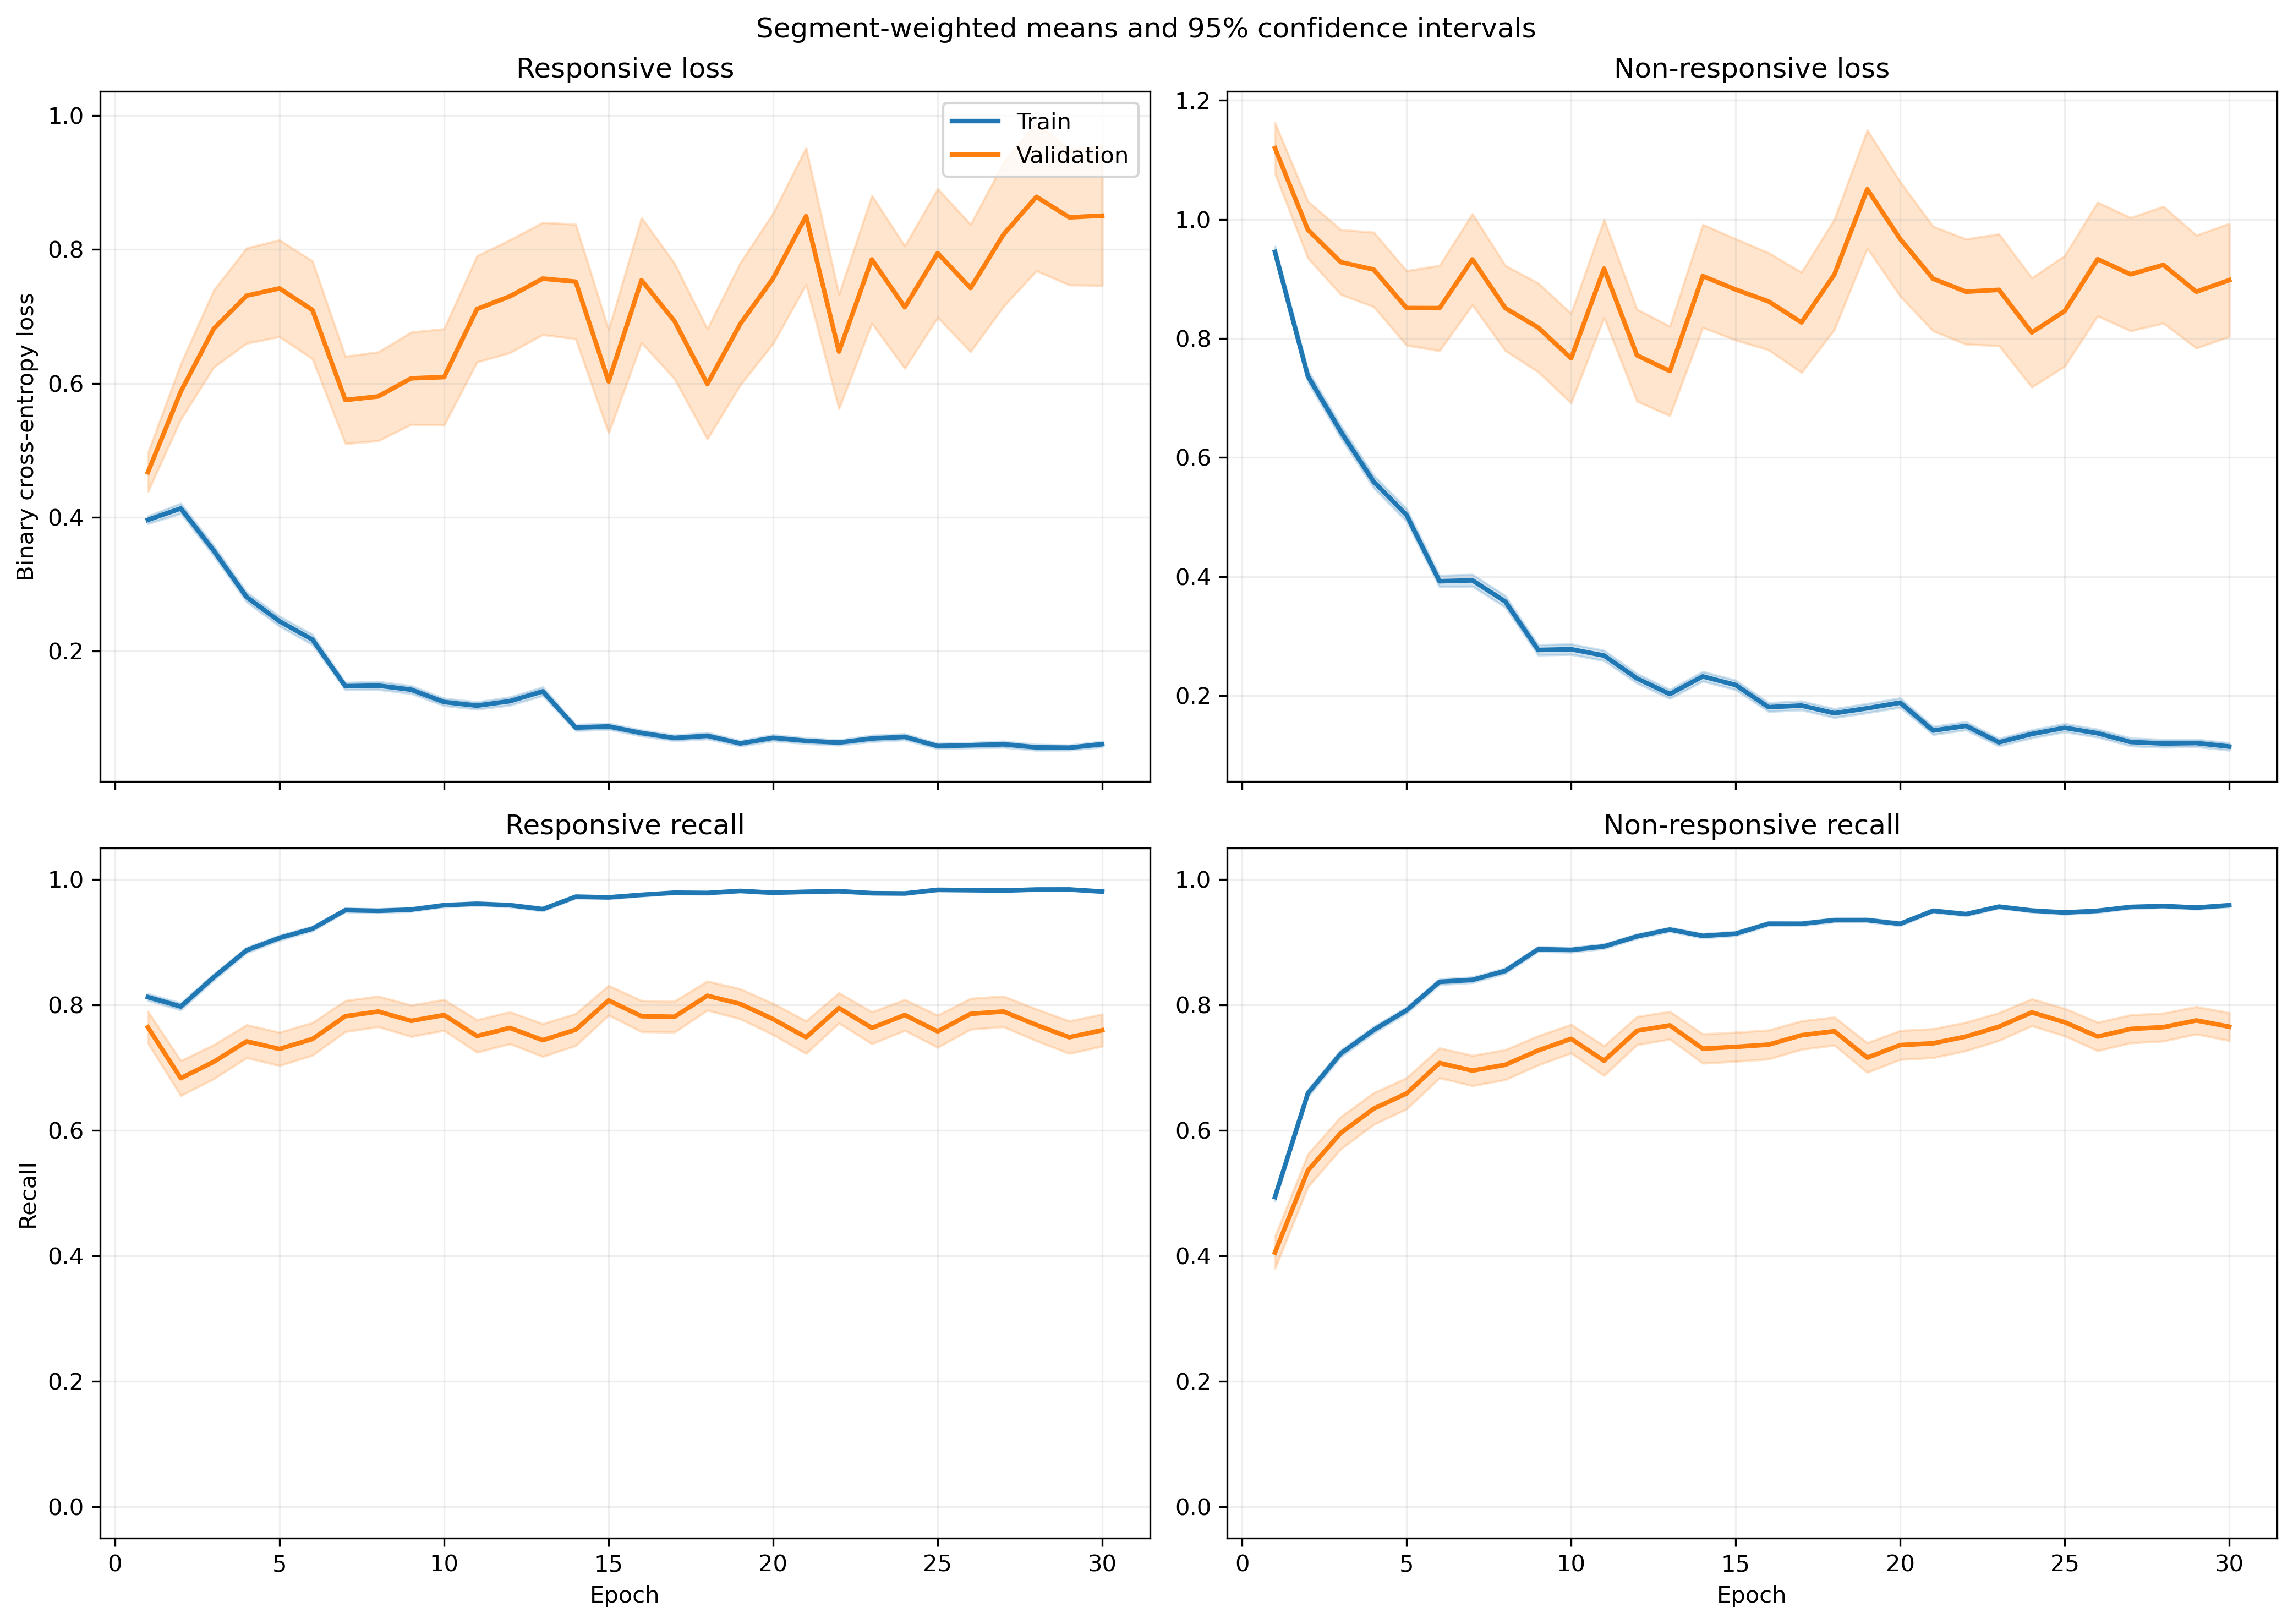 Segment-weighted means and 95% confidence intervals
Responsive loss
Non-responsive loss
Binary cross-entropy loss
1.0
0.8
0.6
0.4
0.2
Train
Validation
1.2
1.0
0.8
0.6
0.4
0.2
Responsive recall
Non-responsive recall
Recall
1.0
0.8
0.6
0.4
0.2
0.0
0 5 10 15 20 25 30
Epoch
1.0
0.8
0.6
0.4
0.2
0.0
0 5 10 15 20 25 30
Epoch